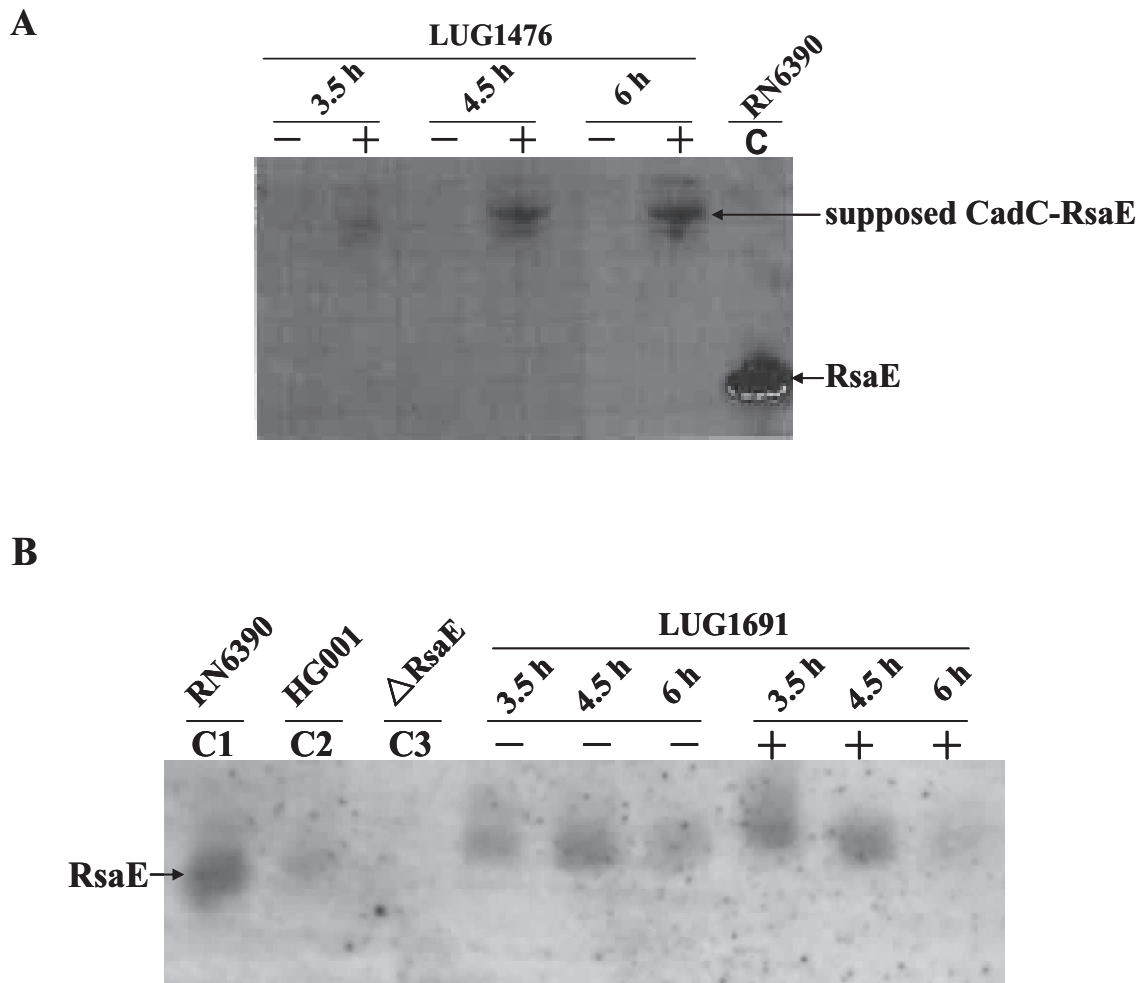 A
LUG1476
3.5 h 4.5 h 6 h RN6390
− + − + − + C
supposed CadC-RsaE
RsaE
B
LUG1691
RN6390 HG001 △RsaE 3.5 h 4.5 h 6 h 3.5 h 4.5 h 6 h
C1 C2 C3 − − − + + +
RsaE